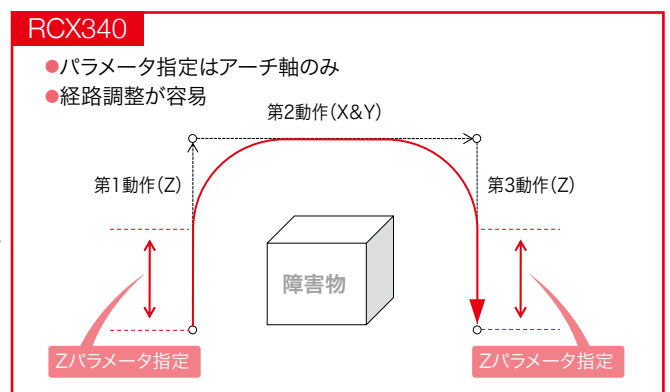 RCX340
●パラメータ指定はアーチ軸のみ
●経路調整が容易
第2動作(X&Y)
第1動作(Z)
第3動作(Z)
障害物
Zパラメータ指定
Zパラメータ指定